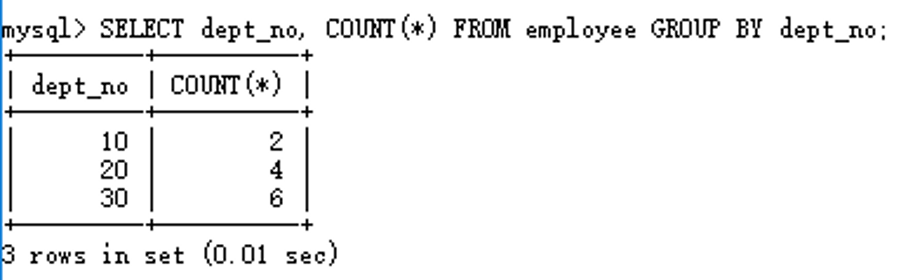 mysql> SELECT dept_no, COUNT(*) FROM employee GROUP BY dept_no;
| dept_no | COUNT(*) |
| 10 | 2 |
| 20 | 4 |
| 30 | 6 |
3 rows in set (0.01 sec)